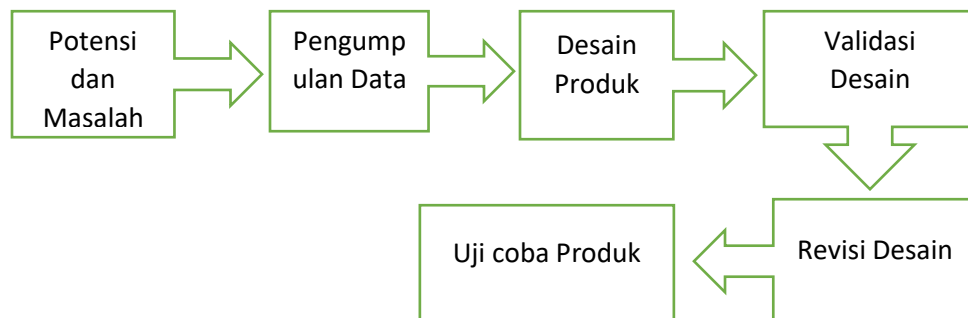 Potensi
dan
Masalah
Pengump
ulan Data
Desain
Produk
Validasi
Desain
Revisi Desain
Uji coba Produk